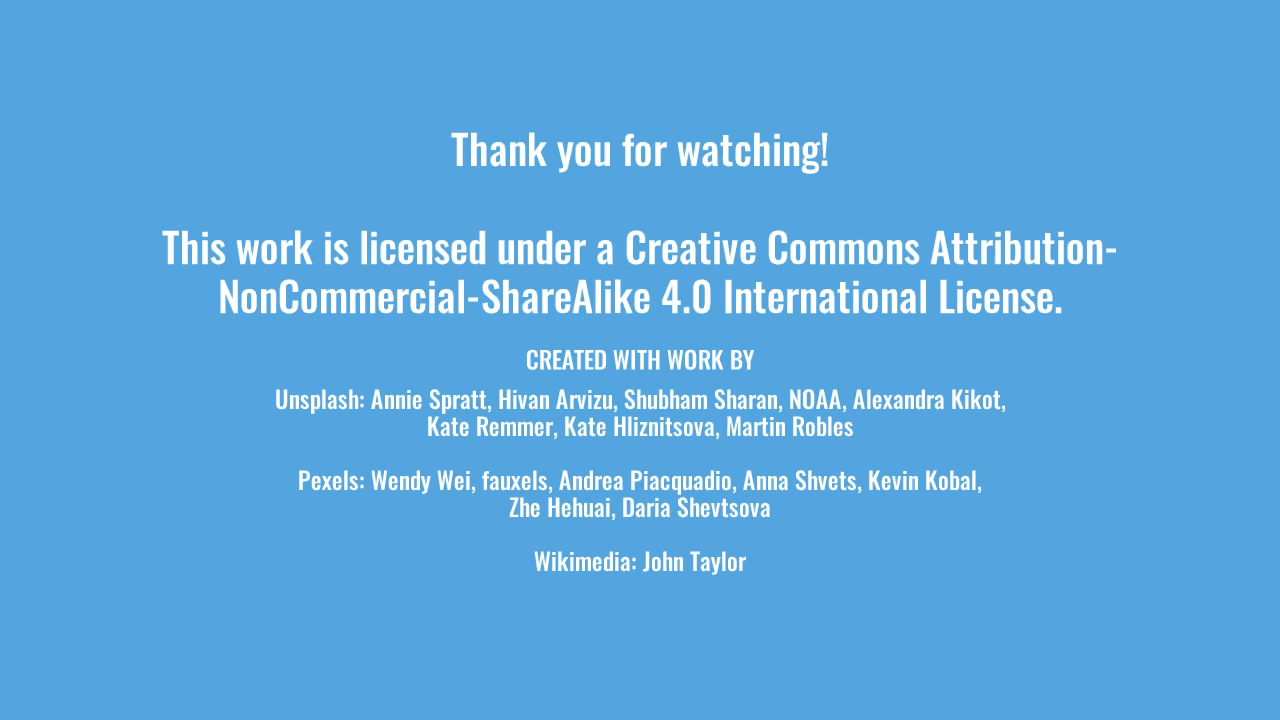 Thank you for watching!
This work is licensed under a Creative Commons Attribution-
NonCommercial-ShareAlike 4.0 International License.
CREATED WITH WORK BY
Unsplash: Annie Spratt, Hivan Arvizu, Shubham Sharan, NOAA, Alexandra Kikot,
Kate Remmer, Kate Hliznitsova, Martin Robles
Pexels: Wendy Wei, fauxels, Andrea Piacquadio, Anna Shvets, Kevin Kobal,
Zhe Hehuai, Daria Shevtsova
Wikimedia: John Taylor